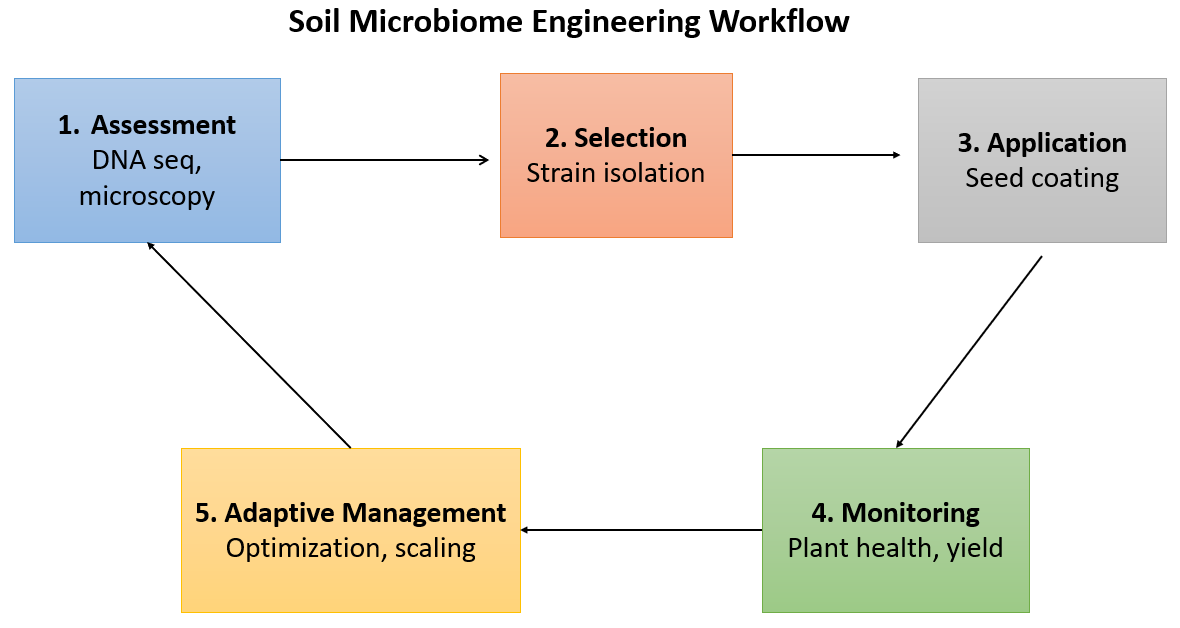 Soil Microbiome Engineering Workflow
1. Assessment
DNA seq,
microscopy
2. Selection
Strain isolation
3. Application
Seed coating
4. Monitoring
Plant health, yield
5. Adaptive Management
Optimization, scaling